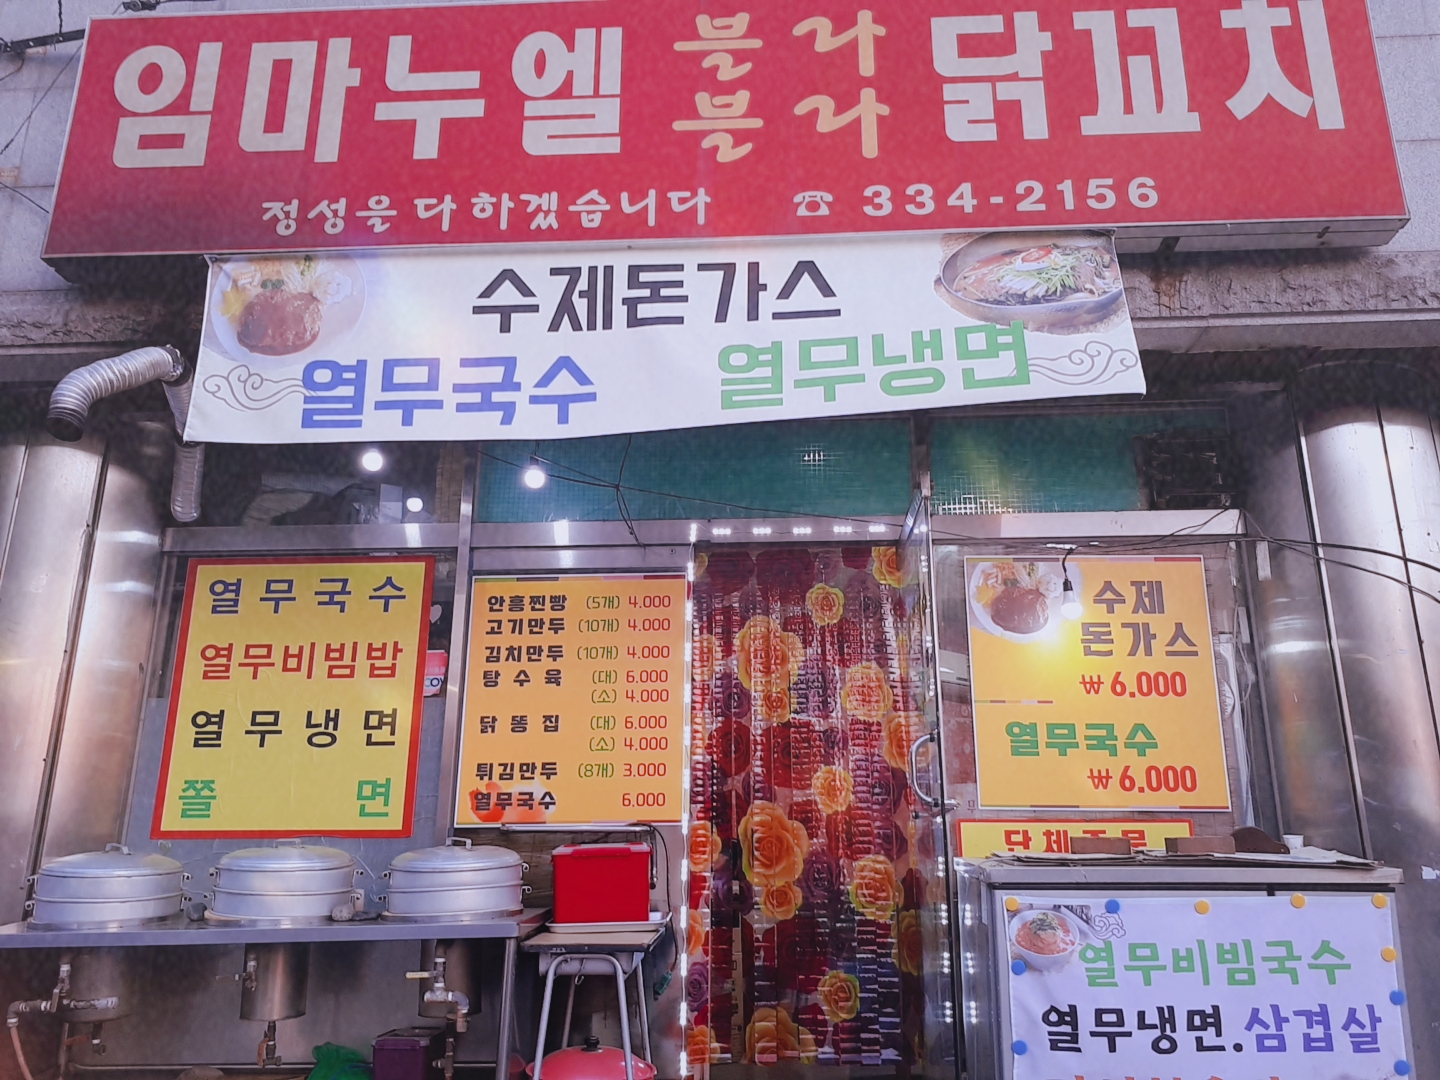 임마누엘 블라블라 닭꼬치
정성을다하겠습니다 ☎ 334-2156
수제돈가스
열무국수 열무냉면
열무국수
열무비빔밥
열무냉면
쫄면
안흥찐빵 (5개) 4.000
고기만두 (10개) 4.000
김치만두 (10개) 4.000
탕수육 (대) 6.000
(소) 4.000
닭똥집 (대) 6.000
(소) 4.000
튀김만두 (8개) 3.000
열무국수 6.000
수제
돈가스
₩6.000
열무국수
₩6.000
단체주문
열무비빔국수
열무냉면.삼겹살